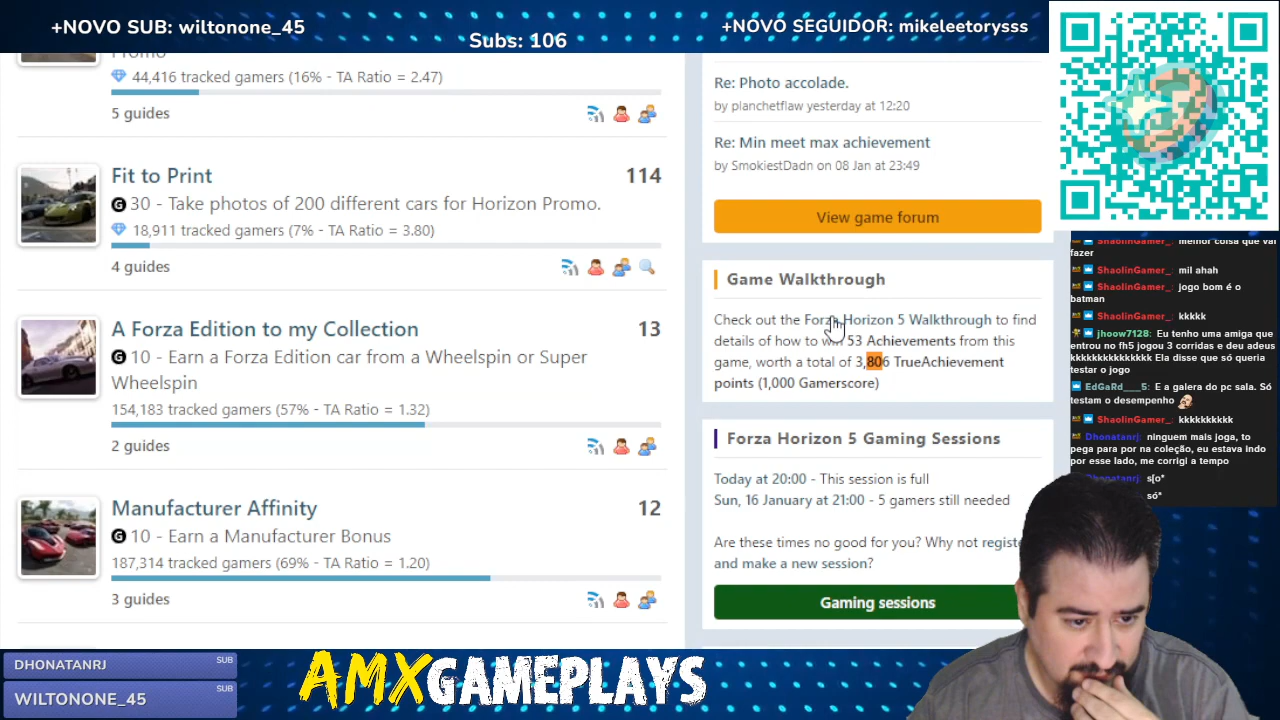 +NOVO SUB: wiltonone_45
Subs: 106
+NOVO SEGUIDOR: mikeleetorysss
Promo
44,416 tracked gamers (16% - TA Ratio = 2.47)
5 guides
Fit to Print
114
G 30 - Take photos of 200 different cars for Horizon Promo.
18,911 tracked gamers (7% - TA Ratio = 3.80)
4 guides
A Forza Edition to my Collection
13
G 10 - Earn a Forza Edition car from a Wheelspin or Super
Wheelspin
154,183 tracked gamers (57% - TA Ratio = 1.32)
2 guides
Manufacturer Affinity
12
G 10 - Earn a Manufacturer Bonus
187,314 tracked gamers (69% - TA Ratio = 1.20)
3 guides
Re: Photo accolade.
by planchetflaw yesterday at 12:20
Re: Min meet max achievement
by SmokiestDadn on 08 Jan at 23:49
View game forum
Game Walkthrough
Check out the Forza Horizon 5 Walkthrough to find
details of how to win 53 Achievements from this
game, worth a total of 3,806 TrueAchievement
points (1,000 Gamerscore)
Forza Horizon 5 Gaming Sessions
Today at 20:00 - This session is full
Sun, 16 January at 21:00 - 5 gamers still needed
Are these times no good for you? Why not registe
and make a new session?
Gaming sessions
ShaolinGamer_: melhor coisa que vai
fazer
ShaolinGamer_: mil ahah
ShaolinGamer_: jogo bom é o
batman
ShaolinGamer_: kkkkk
jhoow7128: Eu tenho uma amiga que
entrou no fh5 jogou 3 corridas e deu adeus
kkkkkkkkkkkkkkk Ela disse que só queria
testar o jogo
EdGaRd___5: E a galera do pc sala. Só
testam o desempenho
ShaolinGamer_: kkkkkkkkkk
Dhonatanrj: ninguem mais joga, to
pega para por na coleção, eu estava indo
por esse lado, me corrigi a tempo
Dhonatanrj: s[o*
só*
DHONATANRJ
SUB
WILTONONE_45
SUB
AMXGAMEPLAYS